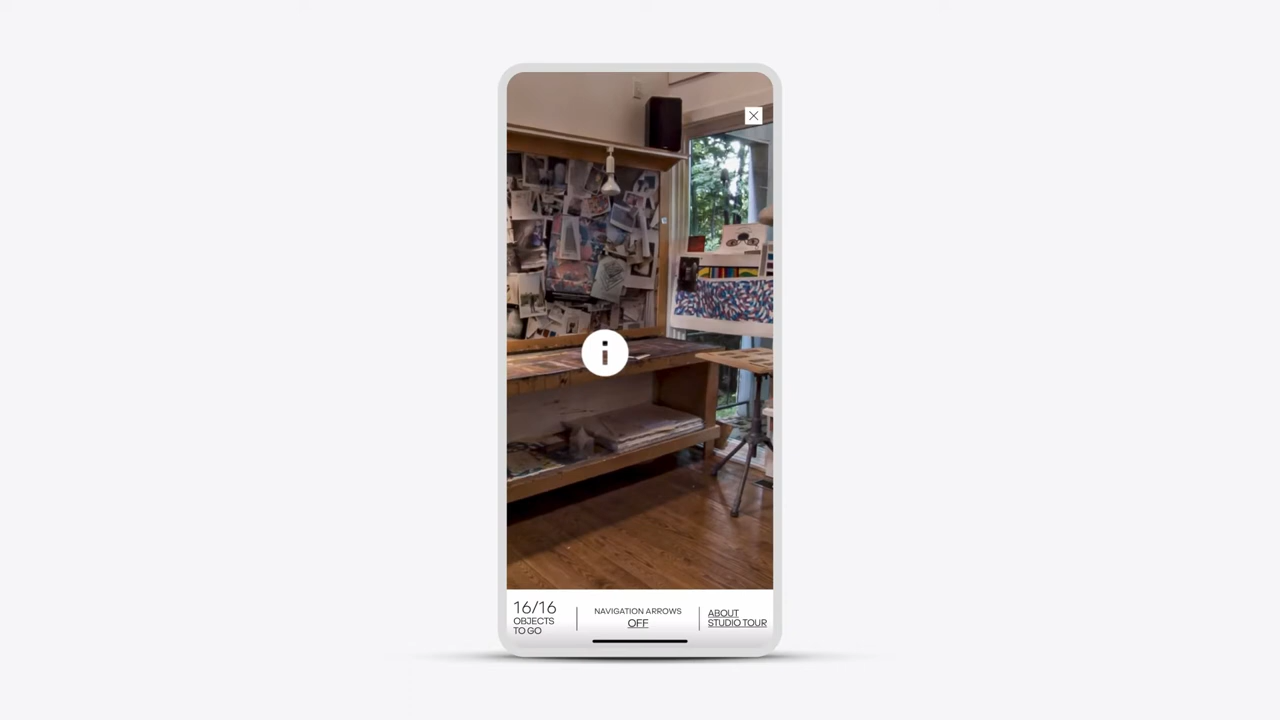 16/16
OBJECTS
TO GO
NAVIGATION ARROWS
OFF
ABOUT
STUDIO TOUR